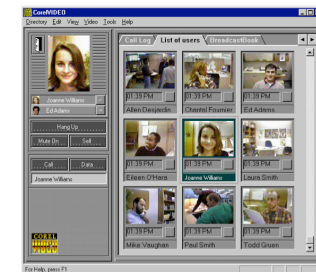 CorelVIDEO
Directory Edit View Video Tools Help
Call Log List of users BroadcastBook
Joanne Williams
Ed Adams
Hang Up
Mute On Self
Call Data
Joanne Williams
COREL
VIDEO
01:39 PM 01:39 PM 01:39 PM
Allen Desjardin Chantal Fournier Ed Adams
01:39 PM 01:39 PM 01:39 PM
Eileen O'Hara Joanne Williams Laura Smith
01:39 PM 01:39 PM 01:39 PM
Mike Vaughan Paul Smith Todd Gruen
For Help, press F1